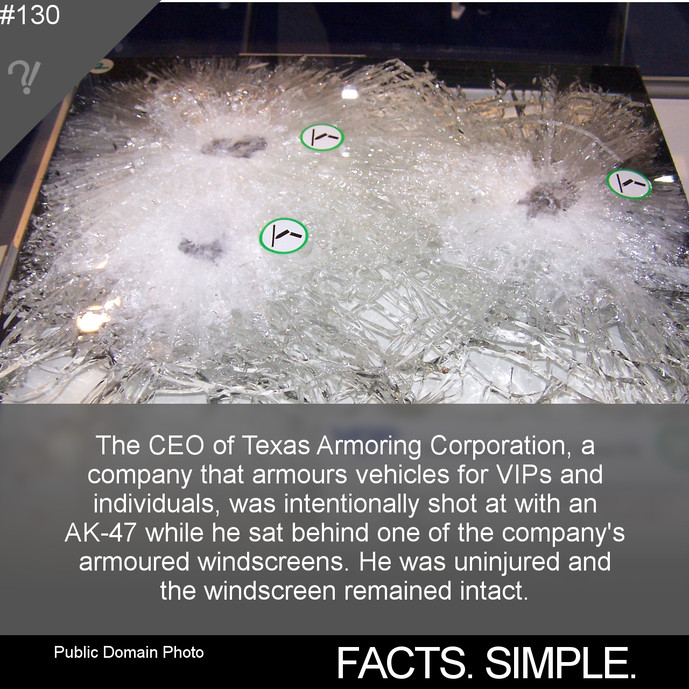 #130
?!
The CEO of Texas Armoring Corporation, a
company that armours vehicles for VIPs and
individuals, was intentionally shot at with an
AK-47 while he sat behind one of the company's
armoured windscreens. He was uninjured and
the windscreen remained intact.
Public Domain Photo
FACTS. SIMPLE.